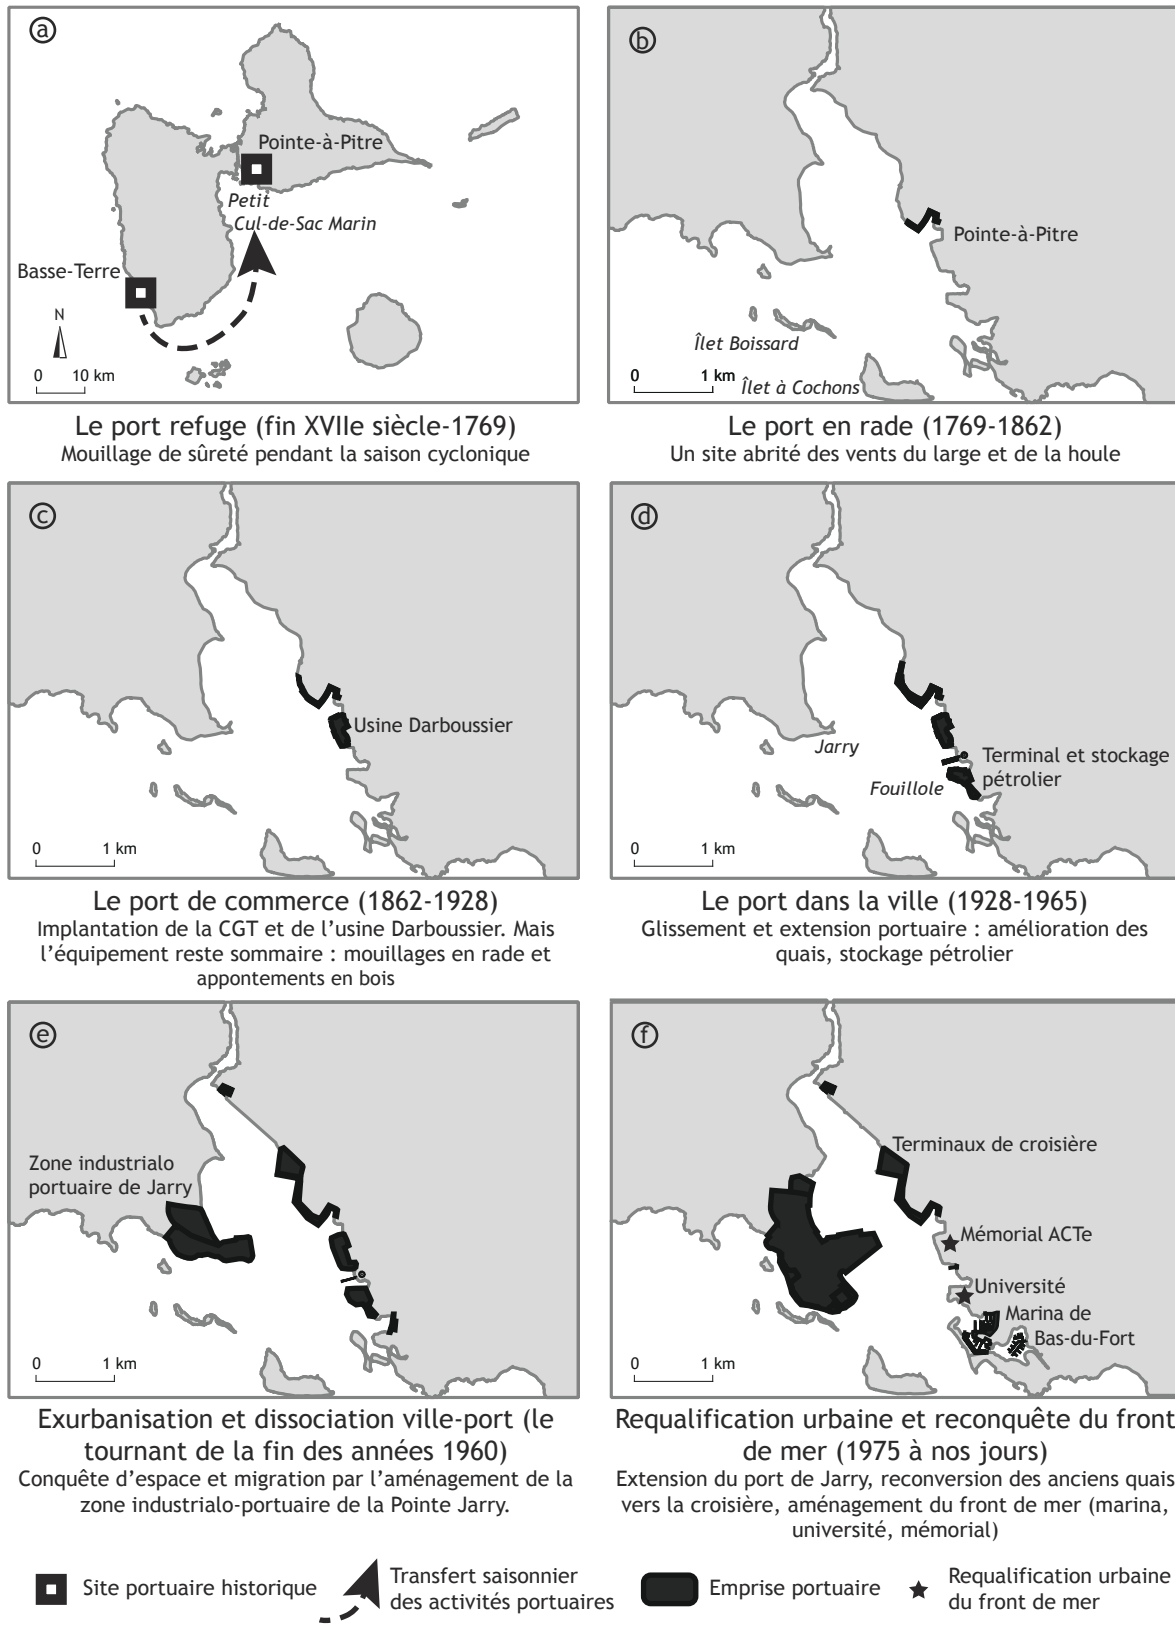 a
Pointe-à-Pitre
Petit
Cul-de-Sac Marin
Basse-Terre
N
0 10 km
Le port refuge (fin XVIIe siècle-1769)
Mouillage de sûreté pendant la saison cyclonique
b
Pointe-à-Pitre
Îlet Boissard
0 1 km
Îlet à Cochons
Le port en rade (1769-1862)
Un site abrité des vents du large et de la houle
c
Usine Darboussier
0 1 km
Le port de commerce (1862-1928)
Implantation de la CGT et de l'usine Darboussier. Mais
l'équipement reste sommaire : mouillages en rade et
appontements en bois
d
Jarry
Terminal et stockage
pétrolier
Fouillole
0 1 km
Le port dans la ville (1928-1965)
Glissement et extension portuaire : amélioration des
quais, stockage pétrolier
e
Zone industrialo
portuaire de Jarry
0 1 km
Exurbanisation et dissociation ville-port (le
tournant de la fin des années 1960)
Conquête d'espace et migration par l'aménagement de la
zone industrialo-portuaire de la Pointe Jarry.
f
Terminaux de croisière
Mémorial ACTe
Université
Marina de
Bas-du-Fort
0 1 km
Requalification urbaine et reconquête du front
de mer (1975 à nos jours)
Extension du port de Jarry, reconversion des anciens quais
vers la croisière, aménagement du front de mer (marina,
université, mémorial)
Site portuaire historique
Transfert saisonnier
des activités portuaires
Emprise portuaire
Requalification urbaine
du front de mer